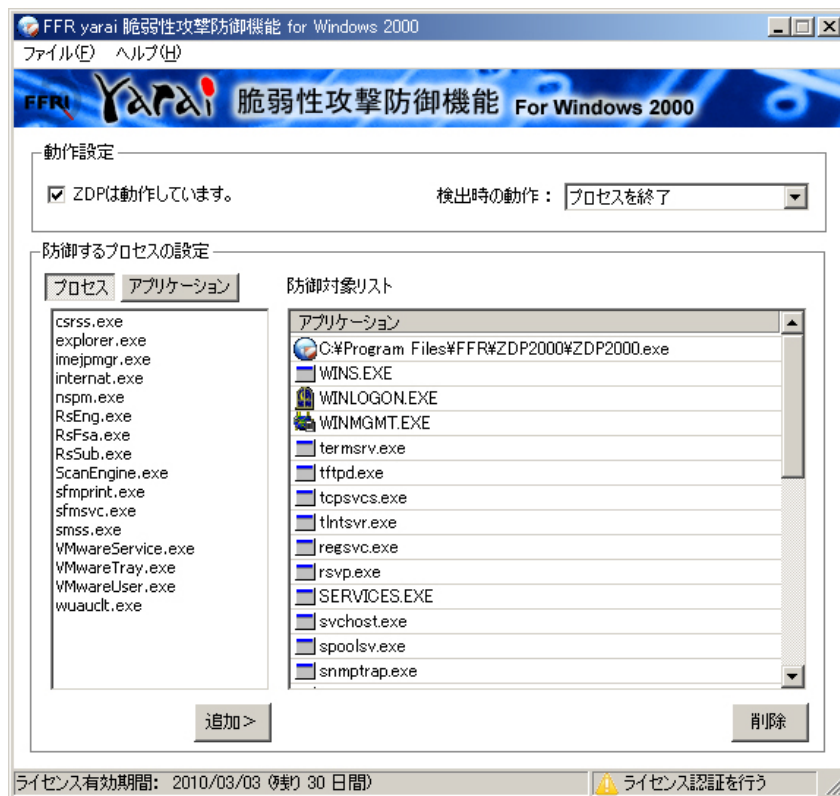 FFR yarai 脆弱性攻撃防御機能 for Windows 2000
ファイル(F) ヘルプ(H)
FFRI Yarai 脆弱性攻撃防御機能 For Windows 2000
動作設定
ZDPは動作しています。
検出時の動作： プロセスを終了
防御するプロセスの設定
プロセス アプリケーション
csrss.exe
explorer.exe
imejpmgr.exe
internat.exe
nspm.exe
RsEng.exe
RsFsa.exe
RsSub.exe
ScanEngine.exe
sfmprint.exe
sfmsvc.exe
smss.exe
VMwareService.exe
VMwareTray.exe
VMwareUser.exe
wuauclt.exe
追加>
防御対象リスト
アプリケーション
C:¥Program Files¥FFR¥ZDP2000¥ZDP2000.exe
WINS.EXE
WINLOGON.EXE
WINMGMT.EXE
termsrv.exe
tftpd.exe
tcpsvcs.exe
tlntsvr.exe
regsvc.exe
rsvp.exe
SERVICES.EXE
svchost.exe
spoolsv.exe
snmptrap.exe
削除
ライセンス有効期間： 2010/03/03 (残り 30 日間)
ライセンス認証を行う